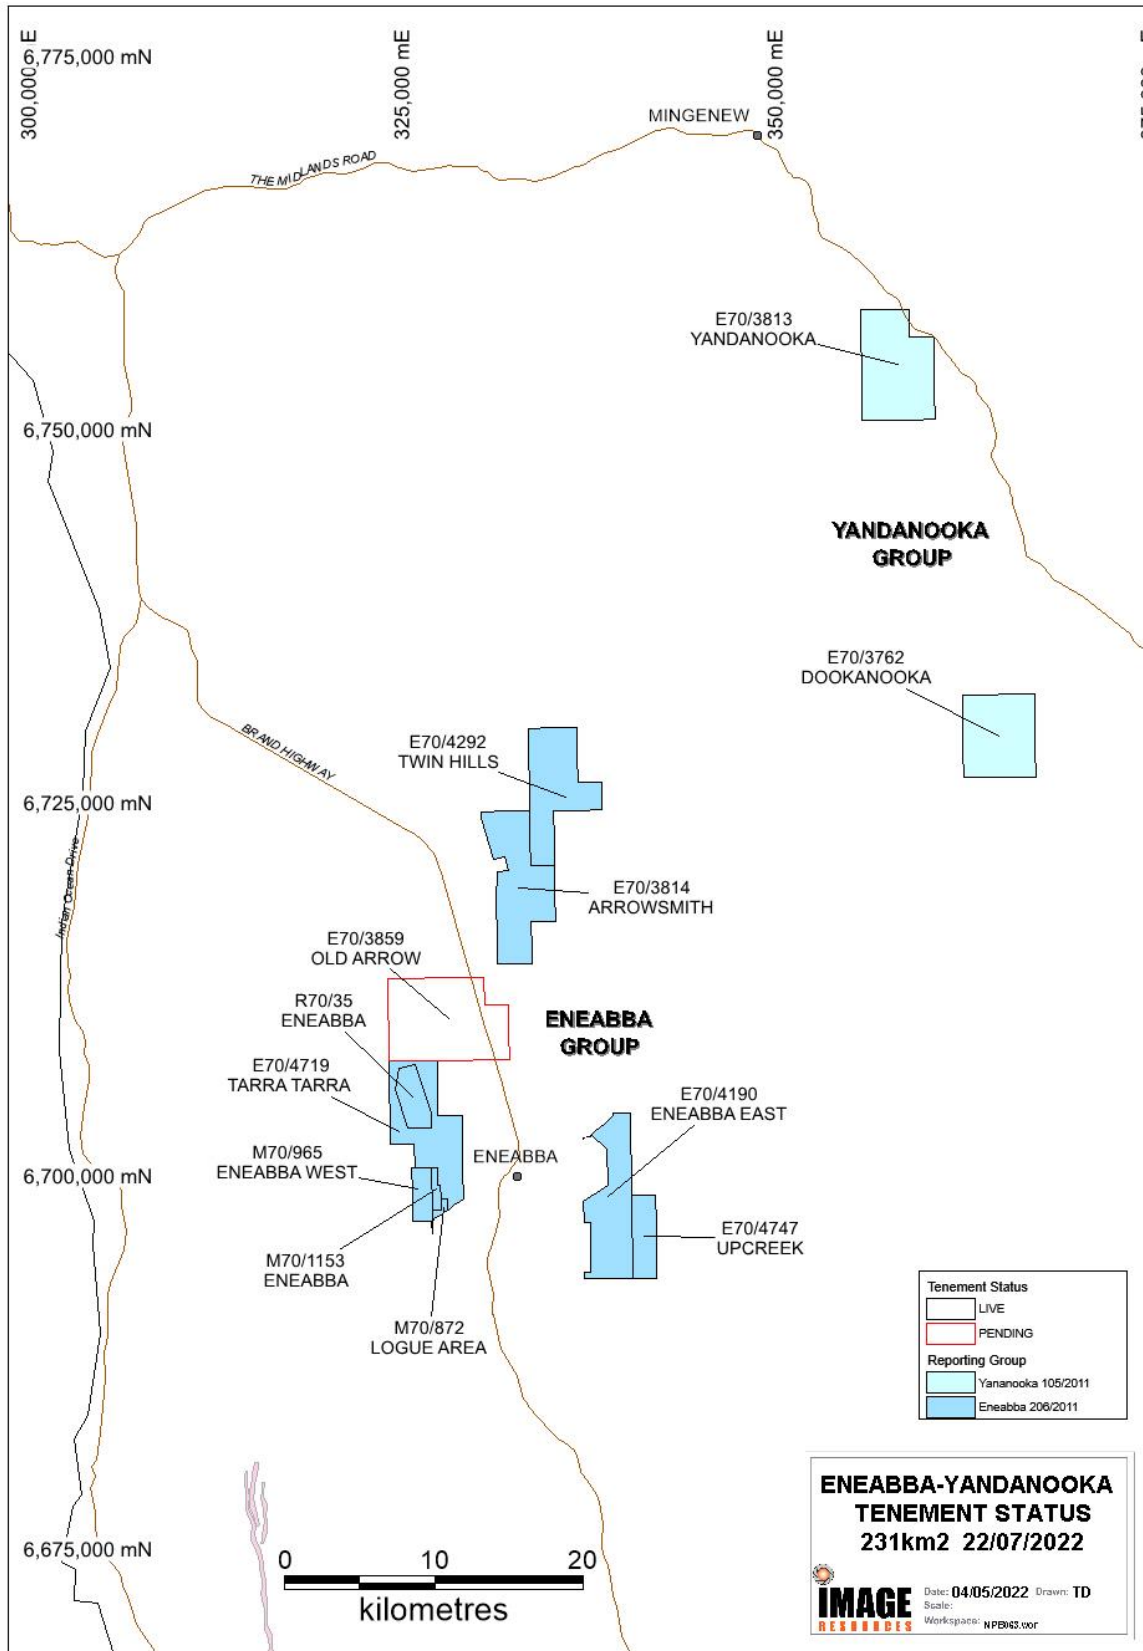 300,000 mE
325,000 mE
350,000 mE
6,775,000 mN
MINGENEW
THE MIDLANDS ROAD
E70/3813
YANDANOOKA
6,750,000 mN
YANDANOOKA
GROUP
E70/3762
DOOKANOOKA
BRAND HIGHWAY
E70/4292
TWIN HILLS
6,725,000 mN
Indian Ocean Drive
E70/3814
ARROWSMITH
E70/3859
OLD ARROW
R70/35
ENEABBA
ENEABBA
GROUP
E70/4719
TARRA TARRA
E70/4190
ENEABBA EAST
M70/965
ENEABBA WEST
ENEABBA
6,700,000 mN
E70/4747
UPCREEK
M70/1153
ENEABBA
M70/872
LOGUE AREA
Tenement Status
LIVE
PENDING
Reporting Group
Yananooka 105/2011
Eneabba 206/2011
6,675,000 mN
0 10 20
kilometres
ENEABBA-YANDANOOKA
TENEMENT STATUS
231km2 22/07/2022
IMAGE
RESOURCES
Date: 04/05/2022 Drawn: TD
Scale:
Workspace: NPB063.wor